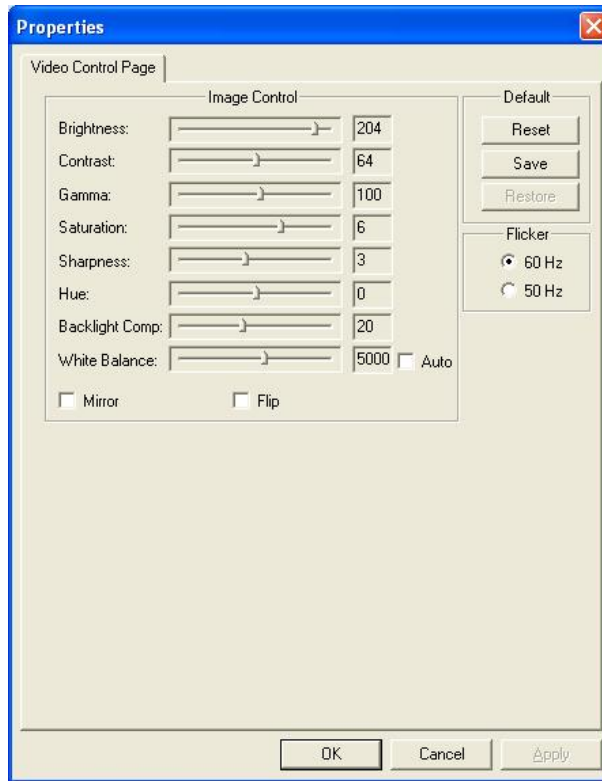 Properties
Video Control Page
Image Control
Brightness: 204
Contrast: 64
Gamma: 100
Saturation: 6
Sharpness: 3
Hue: 0
Backlight Comp: 20
White Balance: 5000 Auto
Mirror Flip
Default
Reset
Save
Restore
Flicker
60 Hz
50 Hz
OK Cancel Apply